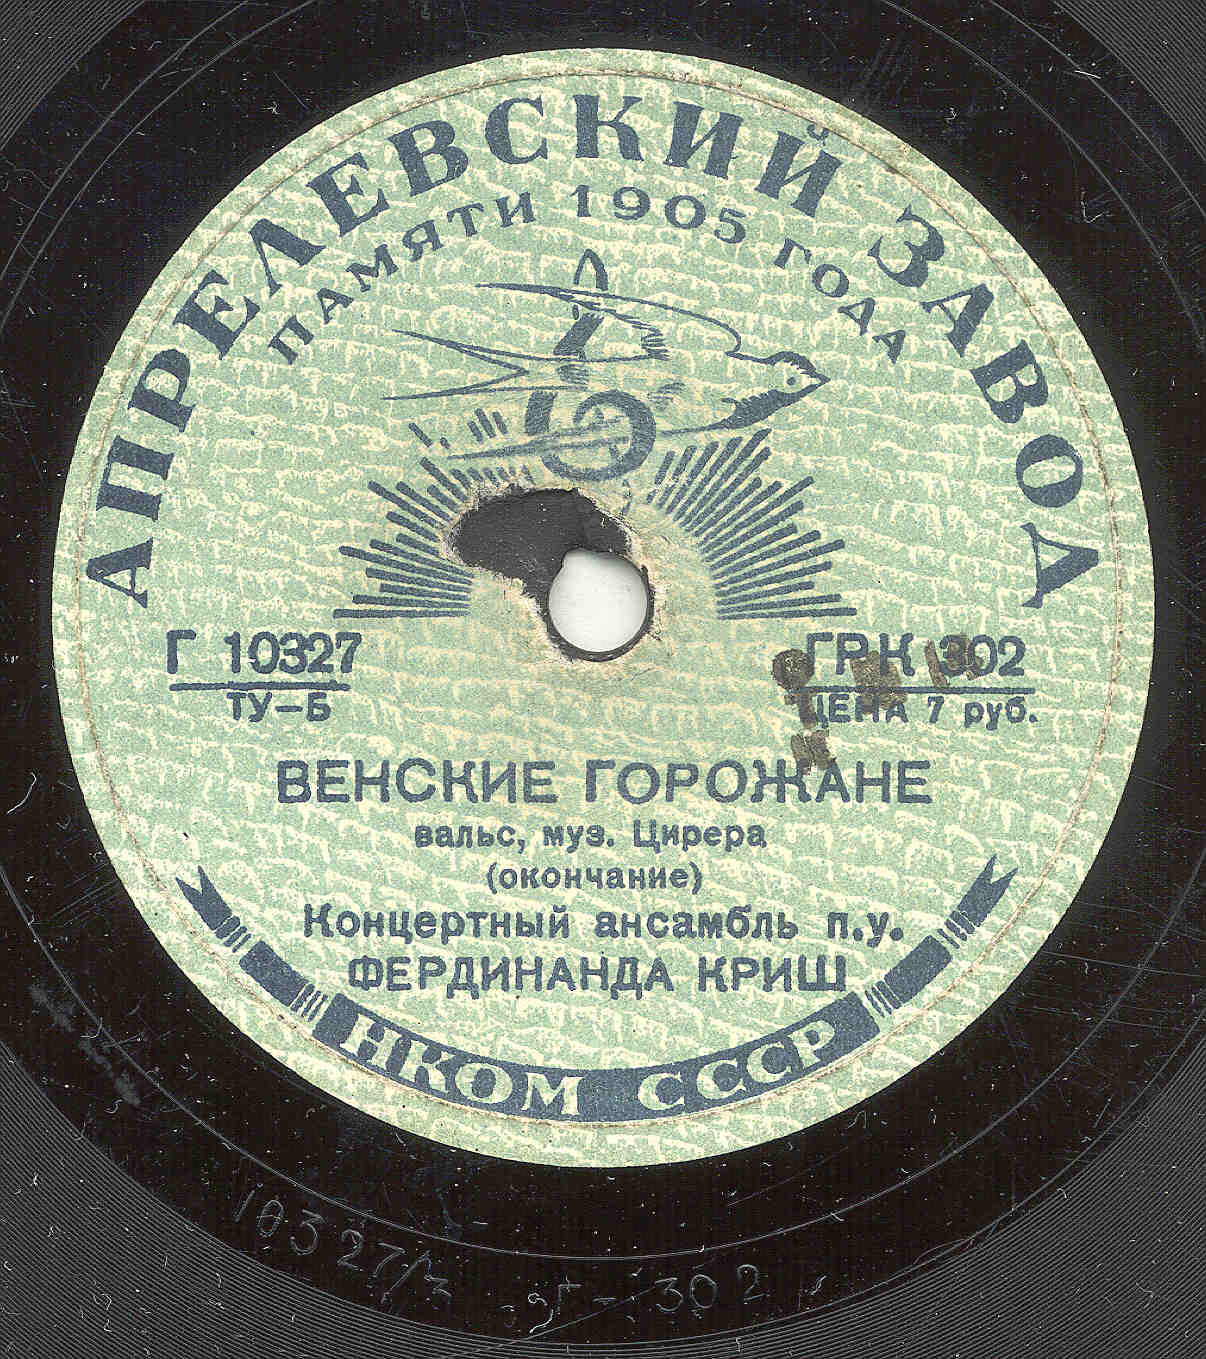 АПРЕЛЕВСКИЙ ЗАВОД
ПАМЯТИ 1905 ГОДА
Г 10327
ТУ-Б
ГРК 302
ЦЕНА 7 руб.
ВЕНСКИЕ ГОРОЖАНЕ
вальс, муз. Цирера
(окончание)
Концертный ансамбль п.у.
ФЕРДИНАНДА КРИШ
НКОМ СССР
10327/3 г-302